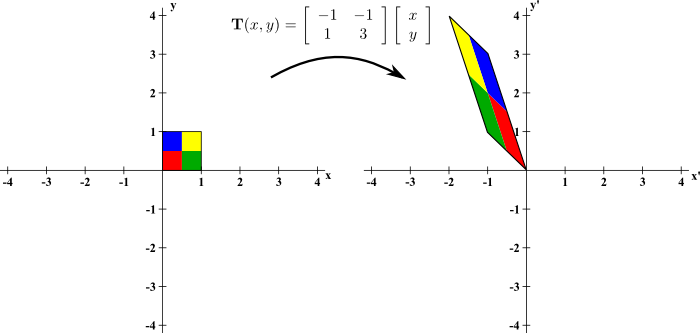 T(x, y) = [ −1 −1 ] [ x ]
[ 1 3 ] [ y ]
y
4
3
2
1
-4 -3 -2 -1 1 2 3 4 x
-1
-2
-3
-4
y'
4
3
2
1
-4 -3 -2 -1 1 2 3 4 x'
-1
-2
-3
-4